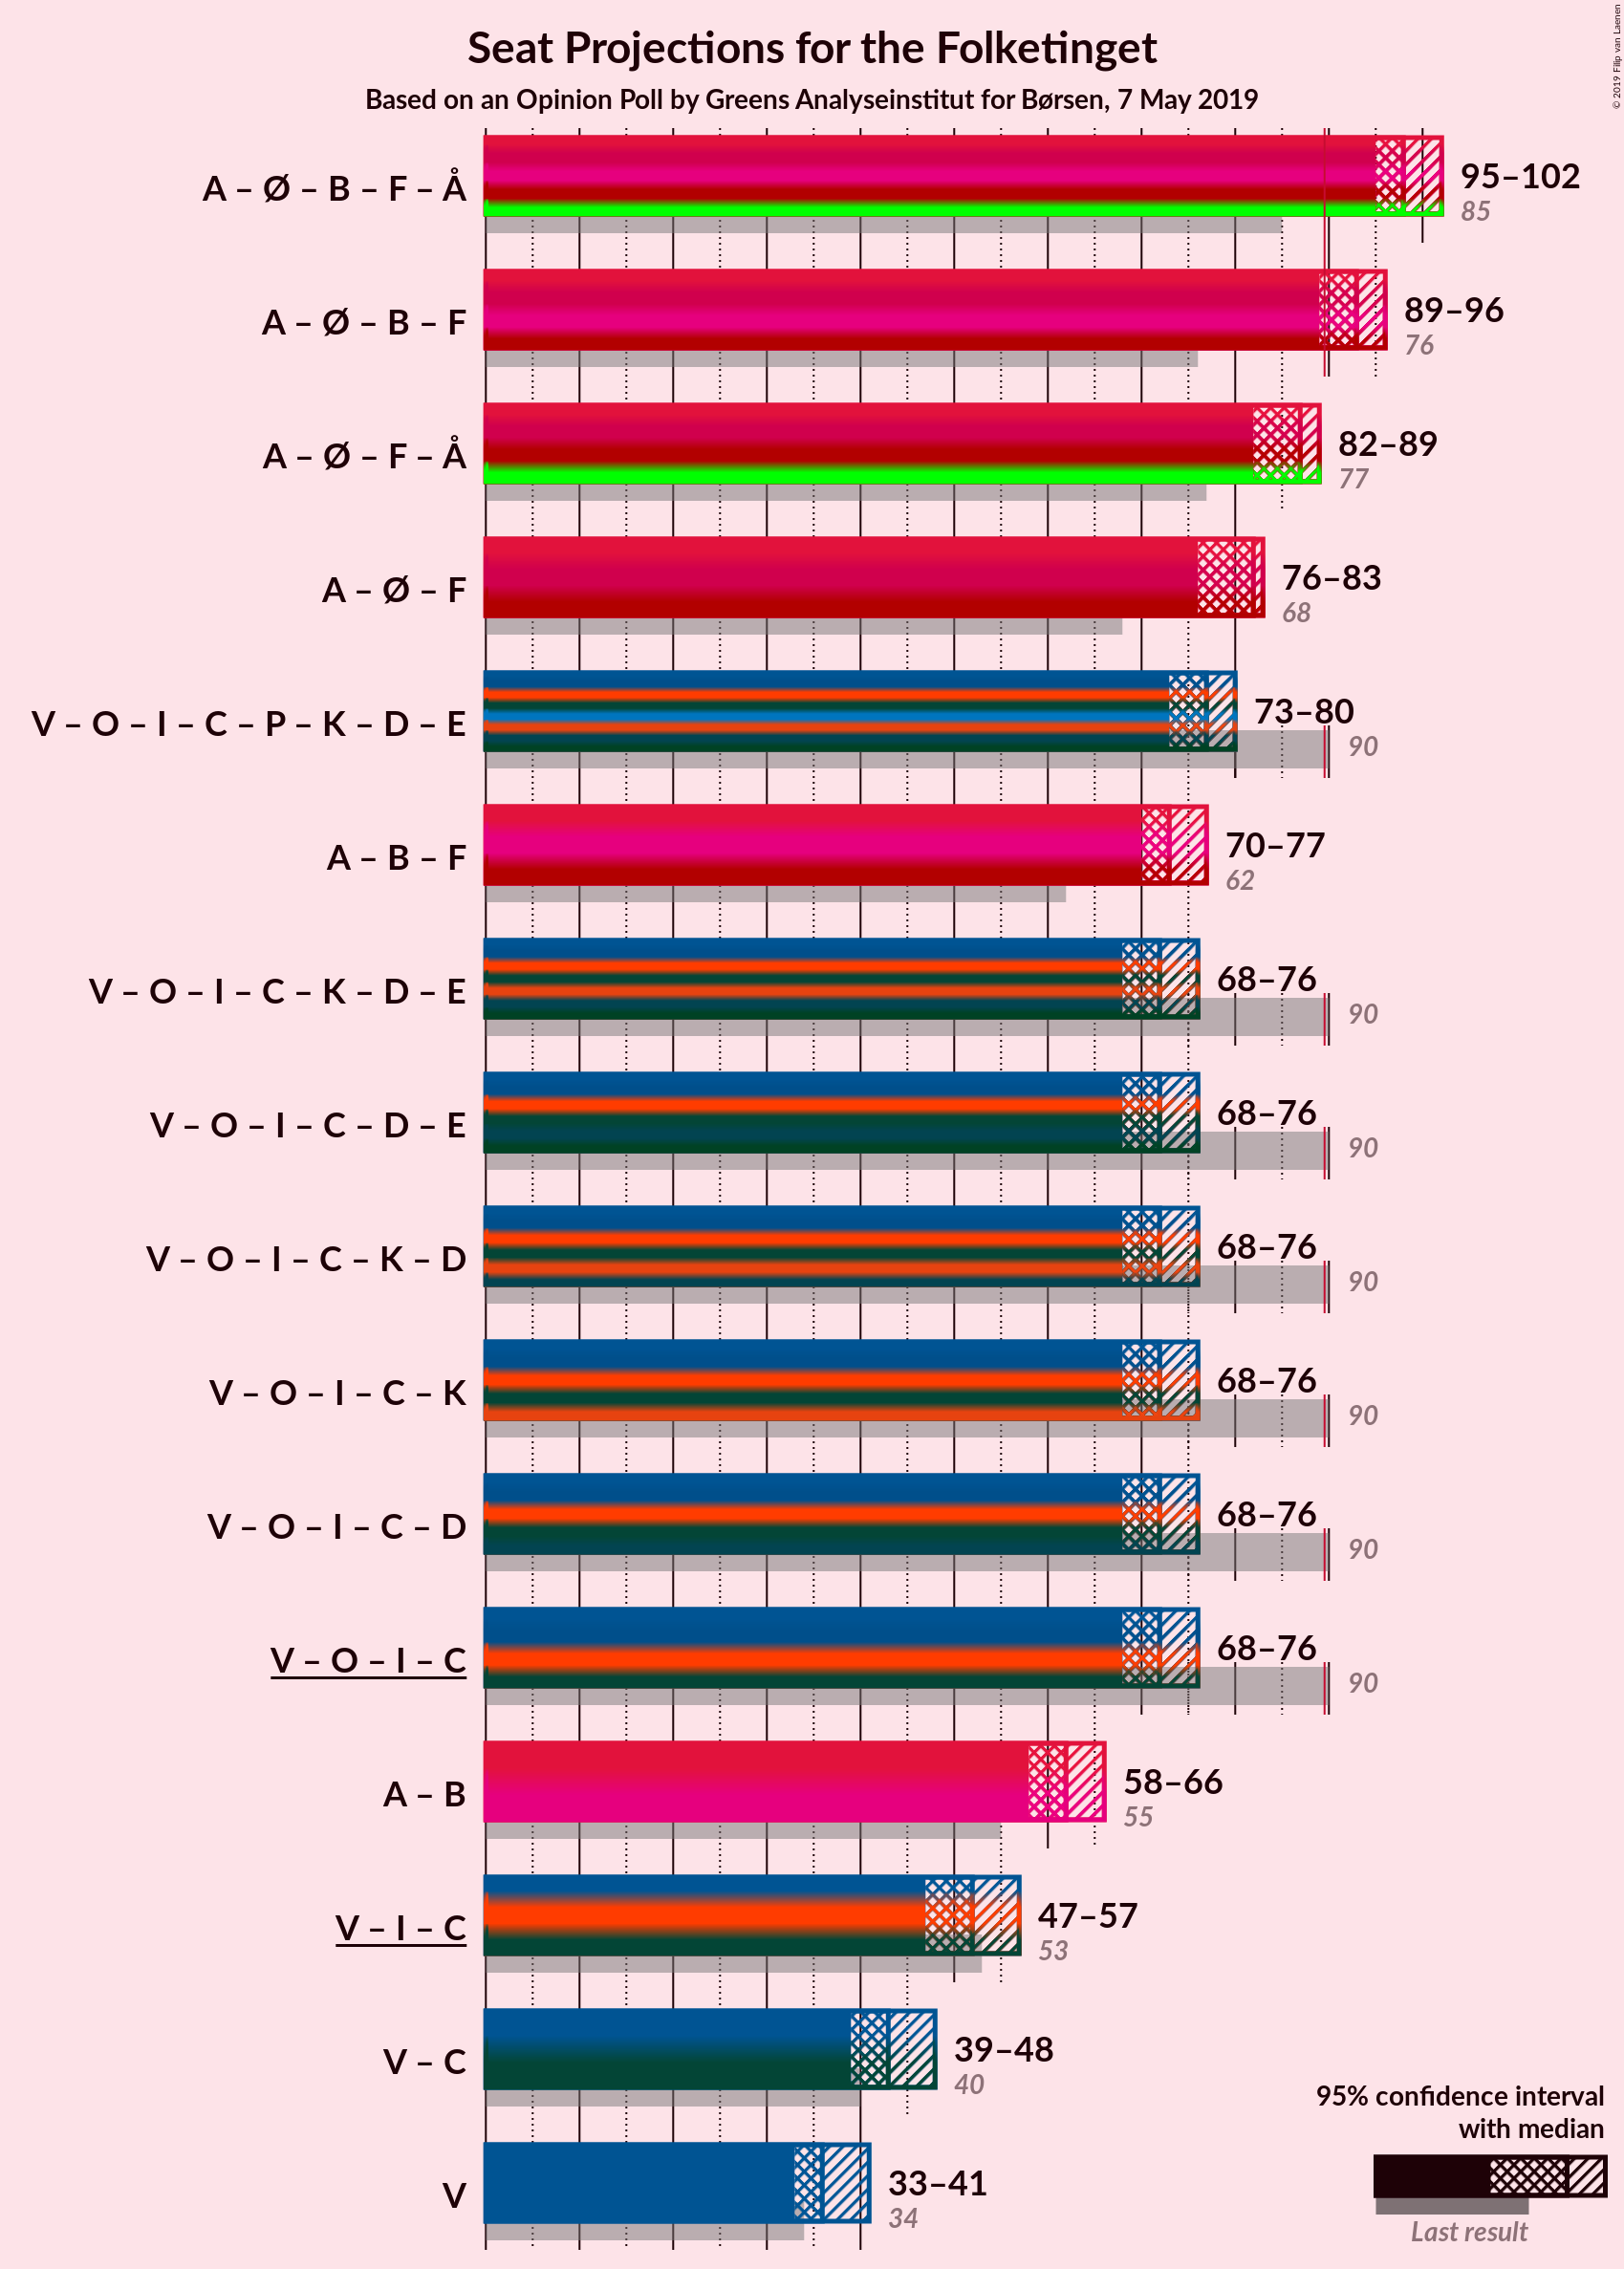 Seat Projections for the Folketinget
Based on an Opinion Poll by Greens Analyseinstitut for Børsen, 7 May 2019
© 2019 Filip van Laenen
A – Ø – B – F – Å
95–102
85
A – Ø – B – F
89–96
76
A – Ø – F – Å
82–89
77
A – Ø – F
76–83
68
V – O – I – C – P – K – D – E
73–80
90
A – B – F
70–77
62
V – O – I – C – K – D – E
68–76
90
V – O – I – C – D – E
68–76
90
V – O – I – C – K – D
68–76
90
V – O – I – C – K
68–76
90
V – O – I – C – D
68–76
90
V – O – I – C
68–76
90
A – B
58–66
55
V – I – C
47–57
53
V – C
39–48
40
V
33–41
34
95% confidence interval
with median
Last result